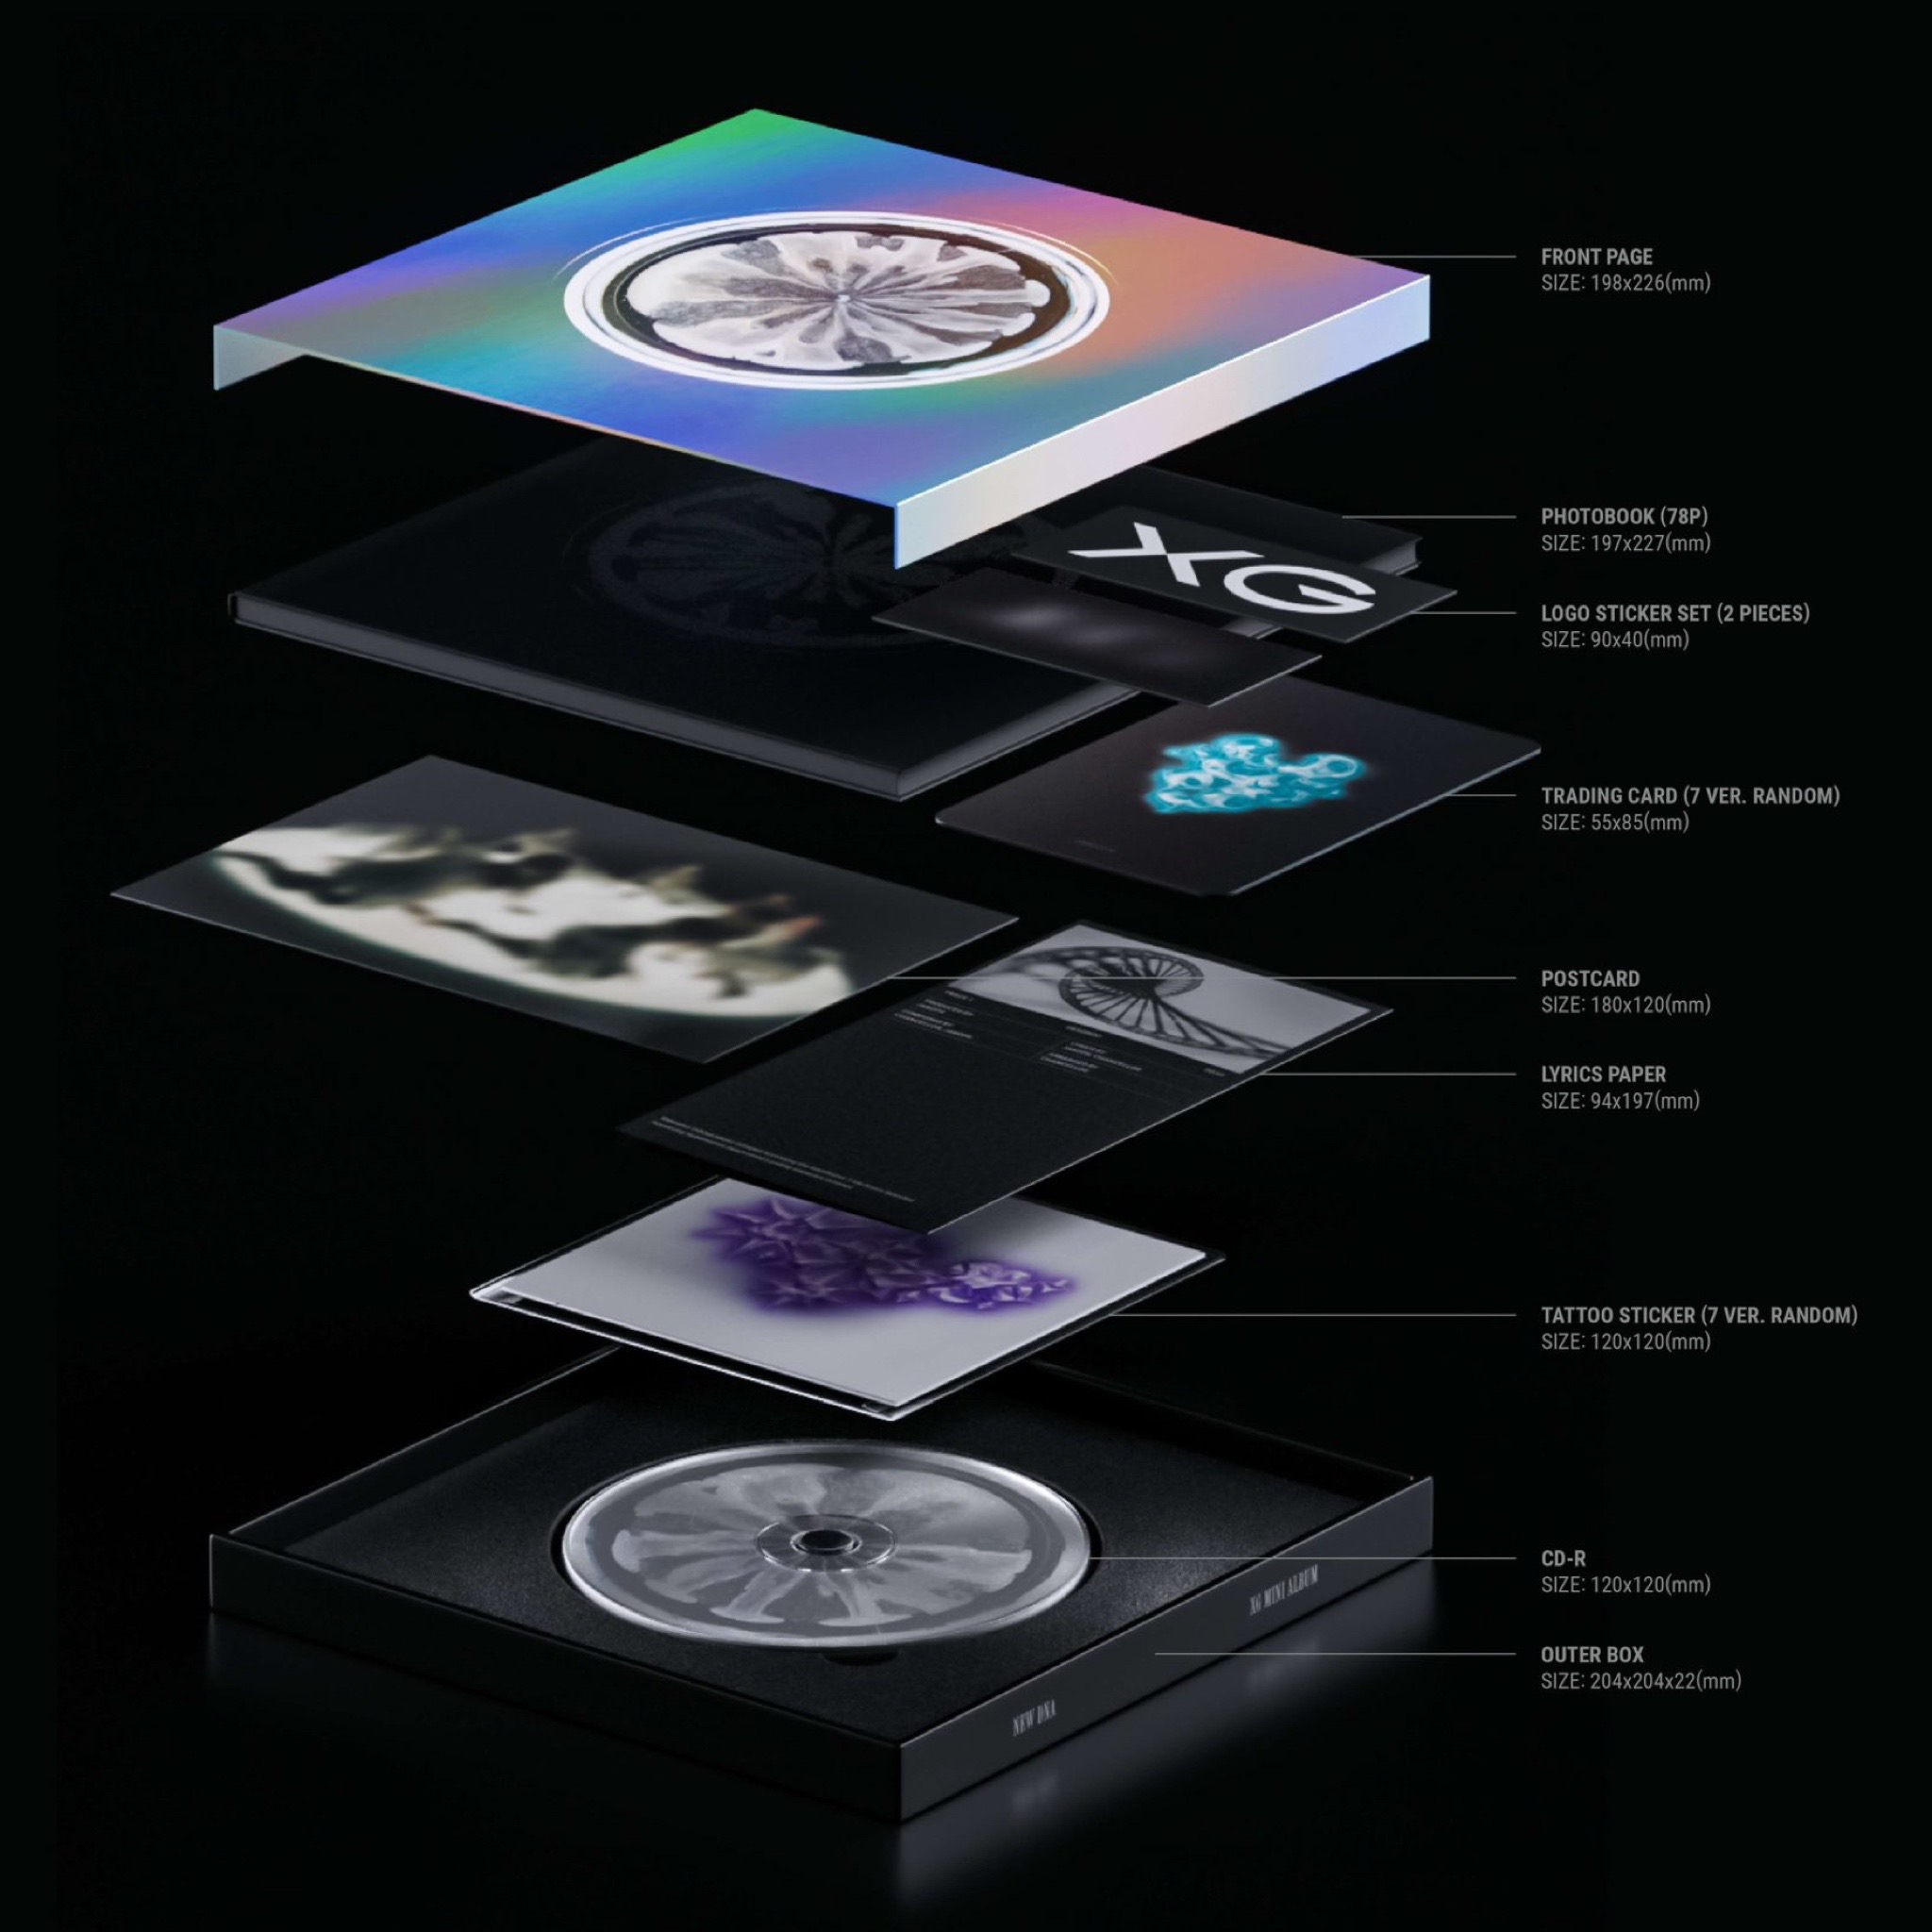 FRONT PAGE
SIZE: 198x226(mm)
PHOTOBOOK (78P)
SIZE: 197x227(mm)
XG
LOGO STICKER SET (2 PIECES)
SIZE: 90x40(mm)
TRADING CARD (7 VER. RANDOM)
SIZE: 55x85(mm)
POSTCARD
SIZE: 180x120(mm)
LYRICS PAPER
SIZE: 94x197(mm)
TATTOO STICKER (7 VER. RANDOM)
SIZE: 120x120(mm)
CD-R
SIZE: 120x120(mm)
XG MINI ALBUM
OUTER BOX
SIZE: 204x204x22(mm)
NEW DNA